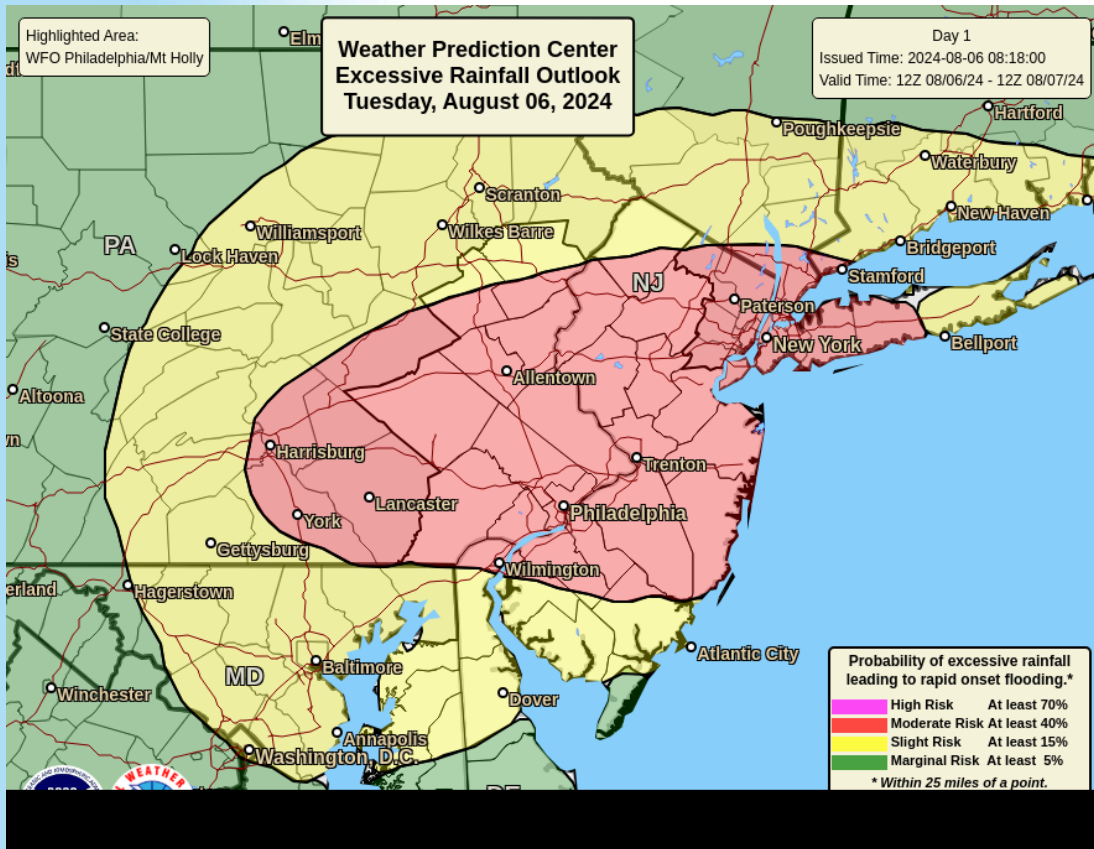 Highlighted Area:
WFO Philadelphia/Mt Holly
Weather Prediction Center
Excessive Rainfall Outlook
Tuesday, August 06, 2024
Day 1
Issued Time: 2024-08-06 08:18:00
Valid Time: 12Z 08/06/24 - 12Z 08/07/24
Elm
Hartford
Poughkeepsie
Waterbury
Scranton
New Haven
Williamsport
Wilkes Barre
PA
Lock Haven
Bridgeport
Stamford
NJ
Paterson
State College
New York
Bellport
Allentown
Altoona
Harrisburg
Trenton
Lancaster
Philadelphia
York
Gettysburg
Wilmington
erland
Hagerstown
Baltimore
Atlantic City
MD
Winchester
Dover
Annapolis
Washington, D.C.
DE
WEATHER
Probability of excessive rainfall
leading to rapid onset flooding.*
High Risk At least 70%
Moderate Risk At least 40%
Slight Risk At least 15%
Marginal Risk At least 5%
* Within 25 miles of a point.